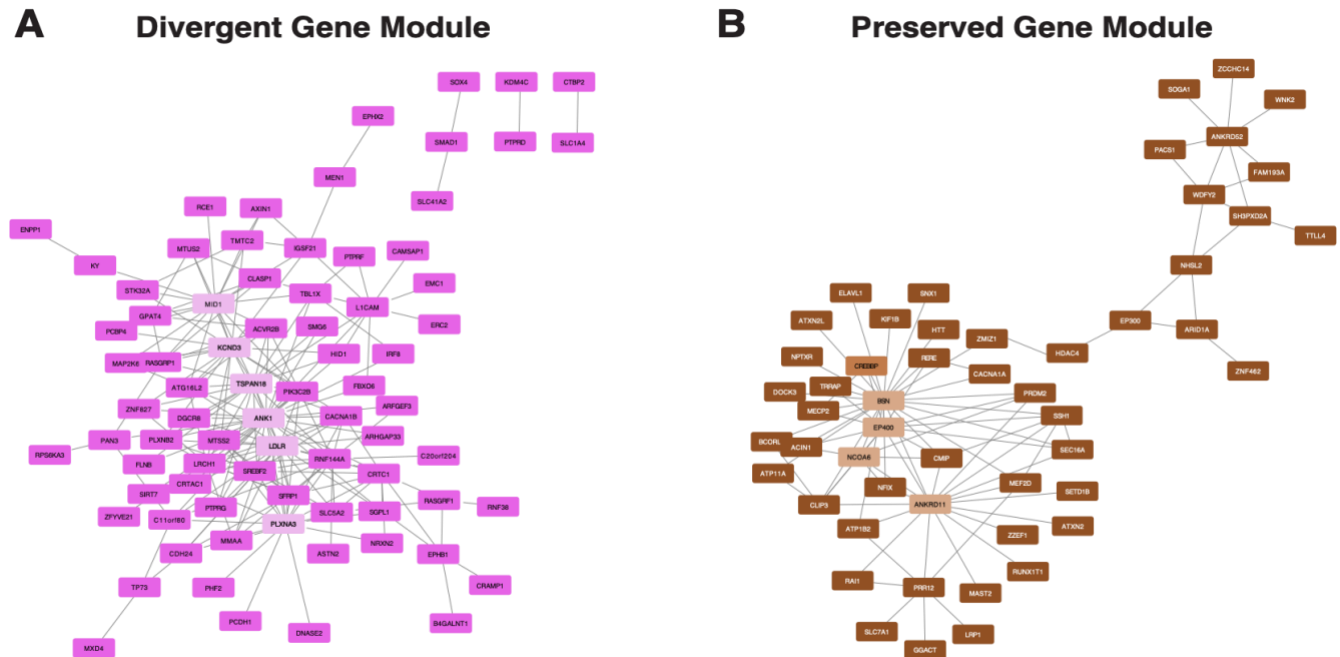 A Divergent Gene Module
B Preserved Gene Module
SOX4
KDM4C
CTBP2
EPHX2
SMAD1
PTPRD
SLC1A4
MEN1
SLC41A2
RCE1
AXIN1
ENPP1
MTUS2
TMTC2
IGSF21
PTPRF
CAMSAP1
KY
STK32A
CLASP1
TBL1X
EMC1
MID1
L1CAM
GPAT4
PCBP4
ACVR2B
SMG6
ERC2
KCND3
HID1
IRF8
MAP2K6
RASGRP1
TSPAN18
ATG16L2
PIK3C2B
FBXO6
ZNF827
DGCR8
ANK1
CACNA1B
ARFGEF3
PAN3
PLXNB2
MTSS2
LDLR
ARHGAP33
RPS6KA3
FLNB
LRCH1
SREBF2
RNF144A
C20orf204
CRTAC1
CRTC1
SIRT7
PTPRG
SFRP1
RASGRF1
RNF38
ZFYVE21
C11orf80
PLXNA3
SLC6A2
SGPL1
MMAA
NRXN2
CDH24
ASTN2
EPHB1
TP73
PHF2
CRAMP1
PCDH1
DNASE2
B4GALNT1
MXD4
ZCCHC14
SOGA1
WNK2
ANKRD52
PACS1
FAM193A
WDFY2
SH3PXD2A
TTLL4
NHSL2
ELAVL1
SNX1
ATXN2L
KIF1B
HTT
ZMIZ1
EP300
ARID1A
NPTXR
CREBBP
RERE
HDAC4
ZNF462
CACNA1A
DOCK3
TRRAP
MECP2
BSN
PRDM2
SSH1
EP400
BCORL
ACIN1
NCOA6
CMIP
SEC16A
ATP11A
NFIX
MEF2D
SETD1B
CLIP3
ANKRD11
ATP1B2
ZZEF1
ATXN2
RAI1
PRR12
MAST2
RUNX1T1
SLC7A1
GGACT
LRP1